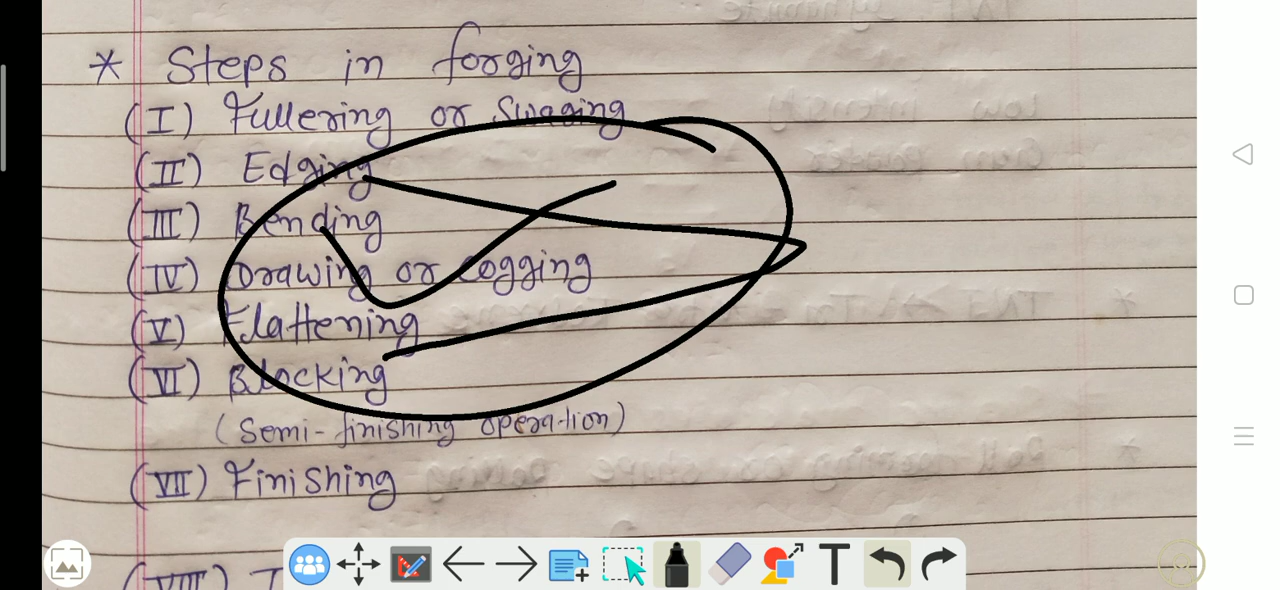 * Steps in forging
(I) Fullering or Swaging
(II) Edging
(III) Bending
(IV) Drawing or cogging
(V) Flattening
(VI) Blocking
(Semi-finishing operation)
(VII) Finishing
(VIII) T